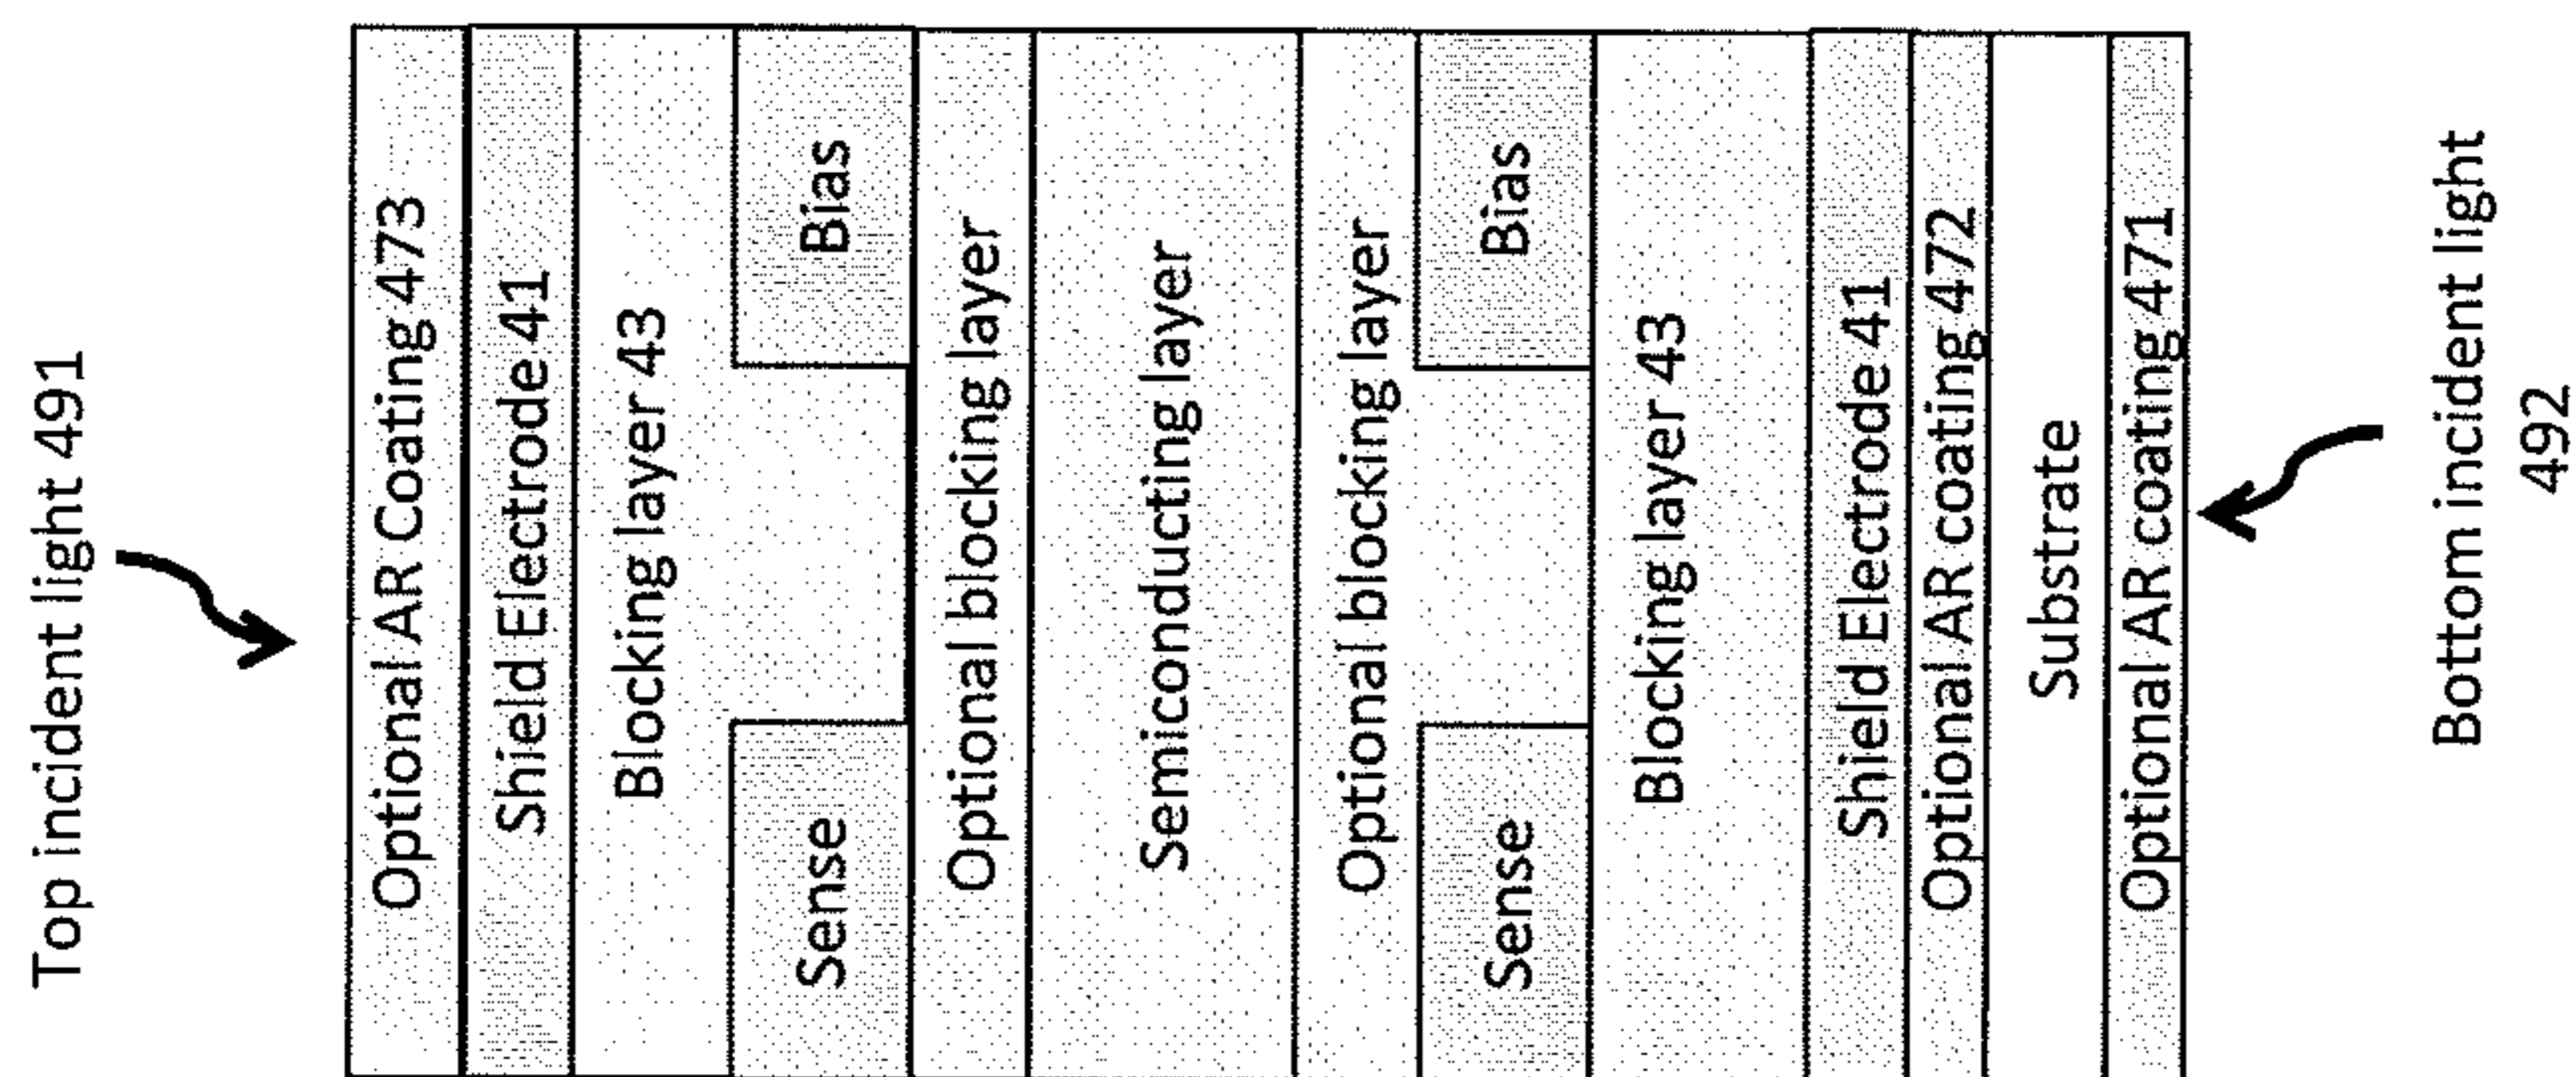 Top incident light 491
Optional AR Coating 473
Shield Electrode 41
Blocking layer 43
Sense
Bias
Optional blocking layer
Semiconducting layer
Optional blocking layer
Sense
Bias
Blocking layer 43
Shield Electrode 41
Optional AR coating 472
Substrate
Optional AR coating 471
Bottom incident light
492